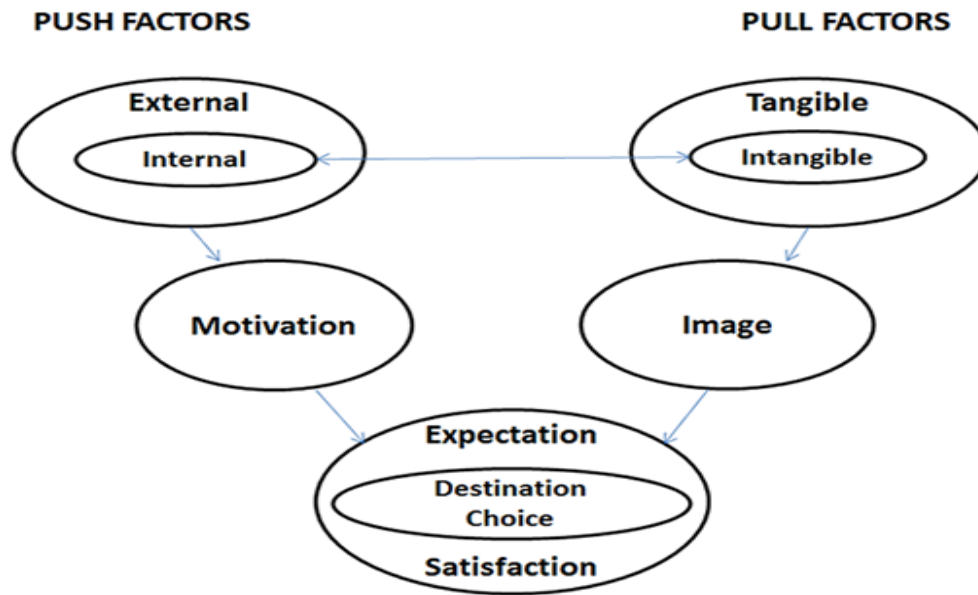 PUSH FACTORS
PULL FACTORS
External
Internal
Tangible
Intangible
Motivation
Image
Expectation
Destination
Choice
Satisfaction